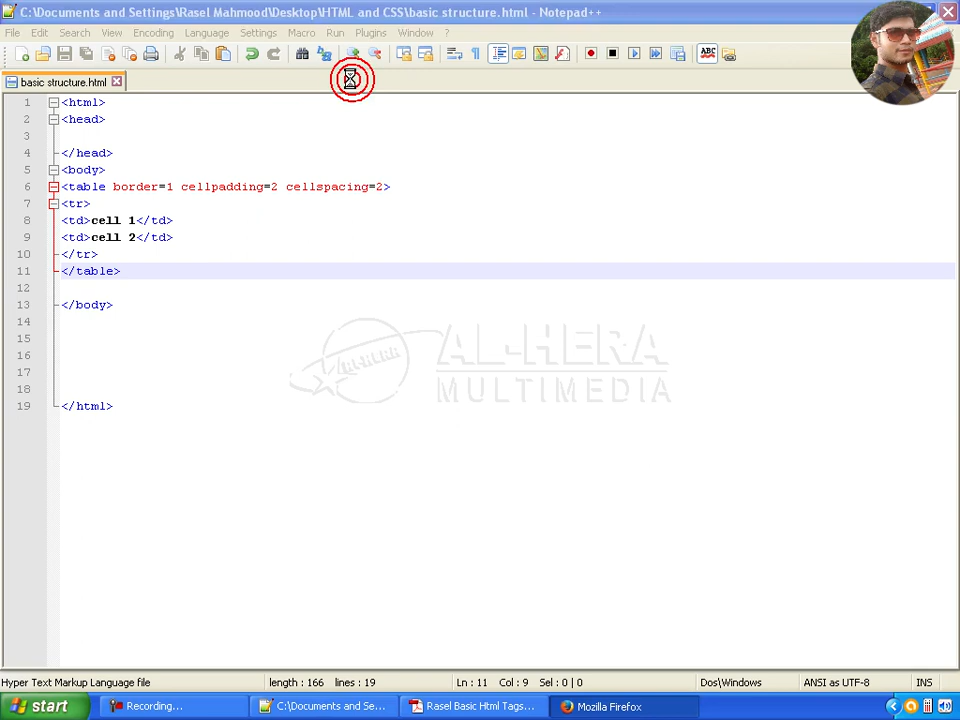 C:\Documents and Settings\Rasel Mahmood\Desktop\HTML and CSS\basic structure.html - Notepad++
File Edit Search View Encoding Language Settings Macro Run Plugins Window ?
ABC
basic structure.html
1 <html>
2 <head>
3
4 </head>
5 <body>
6 <table border=1 cellpadding=2 cellspacing=2>
7 <tr>
8 <td>cell 1</td>
9 <td>cell 2</td>
10 </tr>
11 </table>
12
13 </body>
14
15
16
17
18
19 </html>
AL-HERA
AL-HERA
MULTIMEDIA
Hyper Text Markup Language file length : 166 lines : 19 Ln : 11 Col : 9 Sel : 0 | 0 Dos\Windows ANSI as UTF-8 INS
start Recording... C:\Documents and Se... Rasel Basic Html Tags... Mozilla Firefox